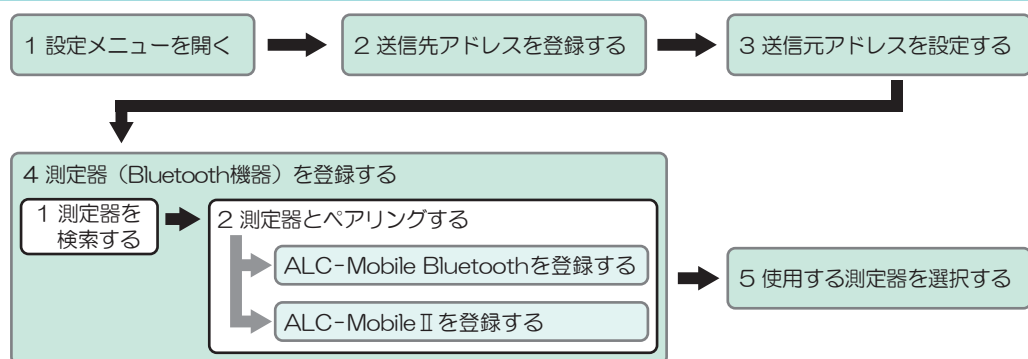 1 設定メニューを開く
2 送信先アドレスを登録する
3 送信元アドレスを設定する
4 測定器（Bluetooth機器）を登録する
1 測定器を
検索する
2 測定器とペアリングする
ALC-Mobile Bluetoothを登録する
ALC-MobileⅡを登録する
5 使用する測定器を選択する